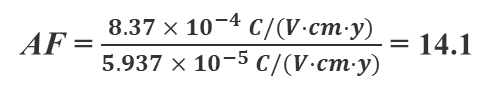 AF = 8.37 × 10⁻⁴ C/(V·cm·y) / 5.937 × 10⁻⁵ C/(V·cm·y) = 14.1